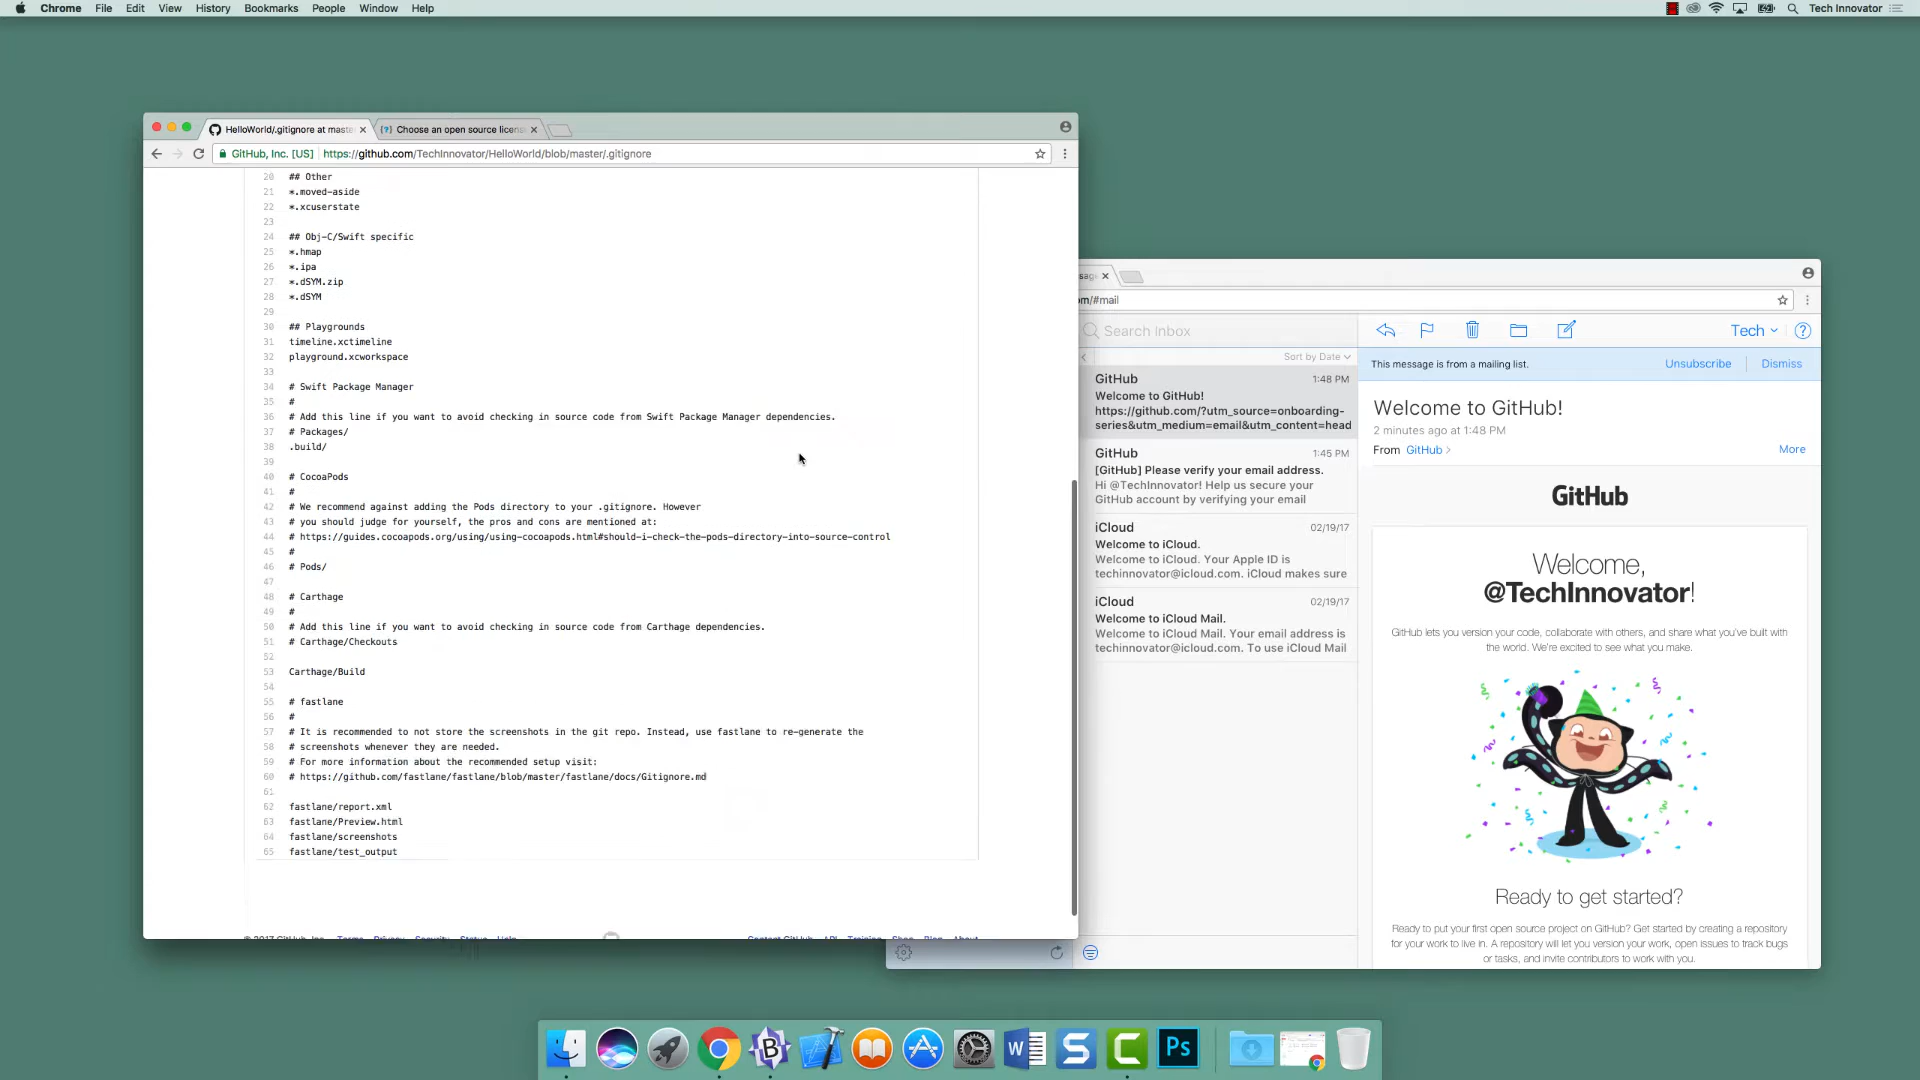 Chrome File Edit View History Bookmarks People Window Help
Tech Innovator
HelloWorld/.gitignore at maste
Choose an open source licens
GitHub, Inc. [US] https://github.com/TechInnovator/HelloWorld/blob/master/.gitignore
20 ## Other
21 *.moved-aside
22 *.xcuserstate
23
24 ## Obj-C/Swift specific
25 *.hmap
26 *.ipa
27 *.dSYM.zip
28 *.dSYM
29
30 ## Playgrounds
31 timeline.xctimeline
32 playground.xcworkspace
33
34 # Swift Package Manager
35 #
36 # Add this line if you want to avoid checking in source code from Swift Package Manager dependencies.
37 # Packages/
38 .build/
39
40 # CocoaPods
41 #
42 # We recommend against adding the Pods directory to your .gitignore. However
43 # you should judge for yourself, the pros and cons are mentioned at:
44 # https://guides.cocoapods.org/using/using-cocoapods.html#should-i-check-the-pods-directory-into-source-control
45 #
46 # Pods/
47
48 # Carthage
49 #
50 # Add this line if you want to avoid checking in source code from Carthage dependencies.
51 # Carthage/Checkouts
52
53 Carthage/Build
54
55 # fastlane
56 #
57 # It is recommended to not store the screenshots in the git repo. Instead, use fastlane to re-generate the
58 # screenshots whenever they are needed.
59 # For more information about the recommended setup visit:
60 # https://github.com/fastlane/fastlane/blob/master/fastlane/docs/Gitignore.md
61
62 fastlane/report.xml
63 fastlane/Preview.html
64 fastlane/screenshots
65 fastlane/test_output
© 2017 GitHub, Inc. Terms Privacy Security Status Help
Contact GitHub API Training Shop Blog About
sage
om/#mail
Search Inbox
Sort by Date
GitHub 1:48 PM
Welcome to GitHub!
https://github.com/?utm_source=onboarding-
series&utm_medium=email&utm_content=head
GitHub 1:45 PM
[GitHub] Please verify your email address.
Hi @TechInnovator! Help us secure your
GitHub account by verifying your email
iCloud 02/19/17
Welcome to iCloud.
Welcome to iCloud. Your Apple ID is
techinnovator@icloud.com. iCloud makes sure
iCloud 02/19/17
Welcome to iCloud Mail.
Welcome to iCloud Mail. Your email address is
techinnovator@icloud.com. To use iCloud Mail
Tech
This message is from a mailing list. Unsubscribe Dismiss
Welcome to GitHub!
2 minutes ago at 1:48 PM
From GitHub > More
GitHub
Welcome,
@TechInnovator!
GitHub lets you version your code, collaborate with others, and share what you've built with
the world. We're excited to see what you make.
Ready to get started?
Ready to put your first open source project on GitHub? Get started by creating a repository
for your work to live in. A repository will let you version your work, open issues to track bugs
or tasks, and invite contributors to work with you.
B
W
S
C
Ps